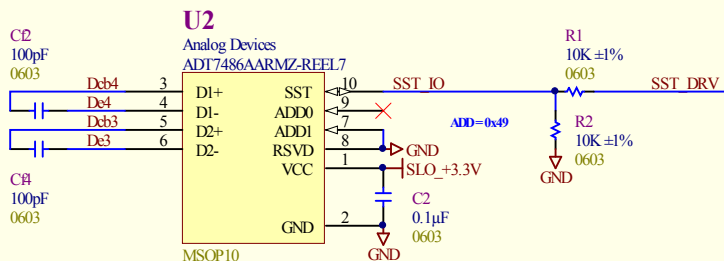 U2
Analog Devices
ADT7486AARMZ-REEL7
Cf2
100pF
0603
Dcb4
3
D1+
De4
4
D1-
Dcb3
5
D2+
De3
6
D2-
Cf4
100pF
0603
SST
10
SST_IO
ADD0
9
ADD1
7
RSVD
8
GND
VCC
1
SLO_+3.3V
GND
2
C2
0.1µF
0603
GND
MSOP10
ADD = 0x49
R1
10K ±1%
0603
SST_DRV
R2
10K ±1%
0603
GND